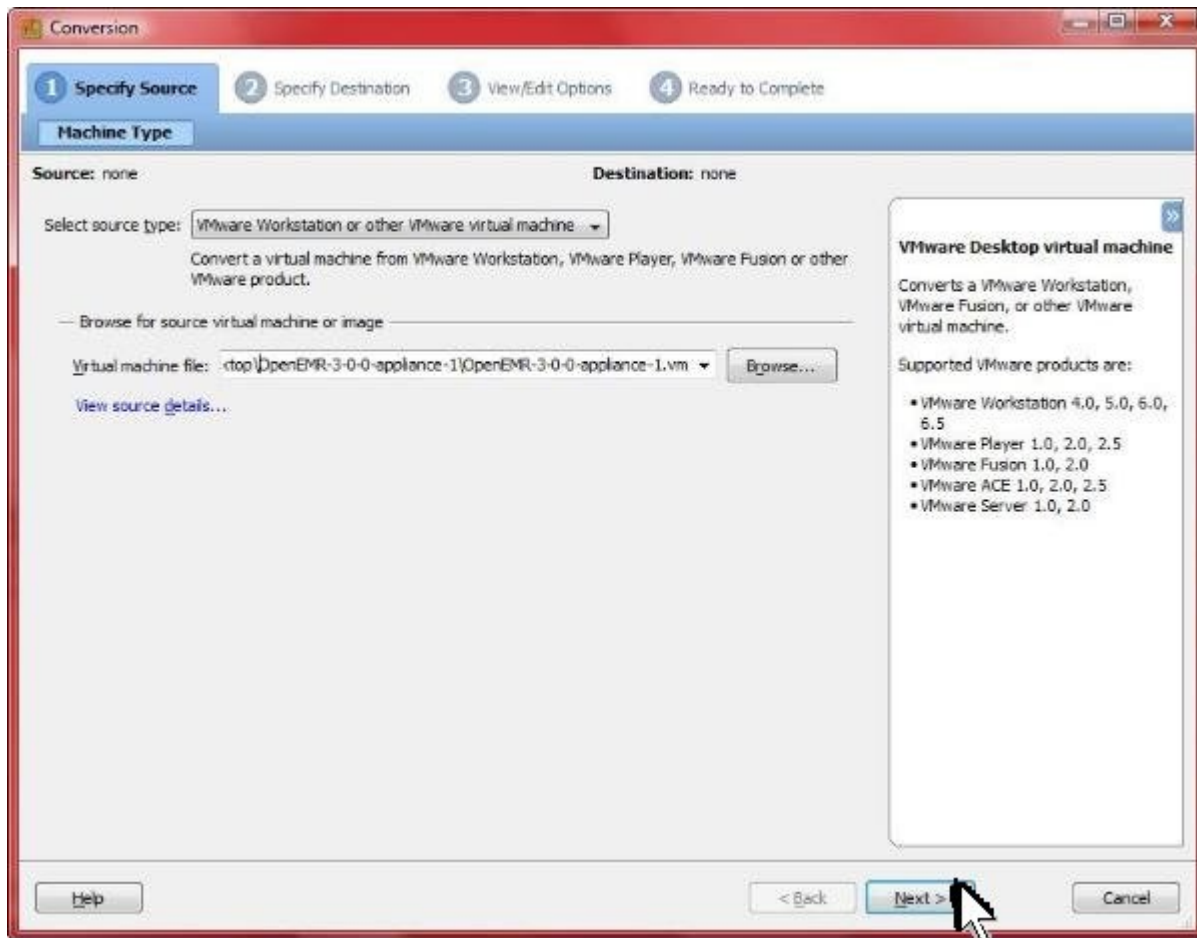 Conversion
1 Specify Source 2 Specify Destination 3 View/Edit Options 4 Ready to Complete
Machine Type
Source: none Destination: none
Select source type: VMware Workstation or other VMware virtual machine
Convert a virtual machine from VMware Workstation, VMware Player, VMware Fusion or other
VMware product.
Browse for source virtual machine or image
Virtual machine file: <top\OpenEMR-3-0-0-appliance-1\OpenEMR-3-0-0-appliance-1.vm Browse...
View source details...
VMware Desktop virtual machine
Converts a VMware Workstation,
VMware Fusion, or other VMware
virtual machine.
Supported VMware products are:
• VMware Workstation 4.0, 5.0, 6.0,
6.5
• VMware Player 1.0, 2.0, 2.5
• VMware Fusion 1.0, 2.0
• VMware ACE 1.0, 2.0, 2.5
• VMware Server 1.0, 2.0
Help < Back Next > Cancel